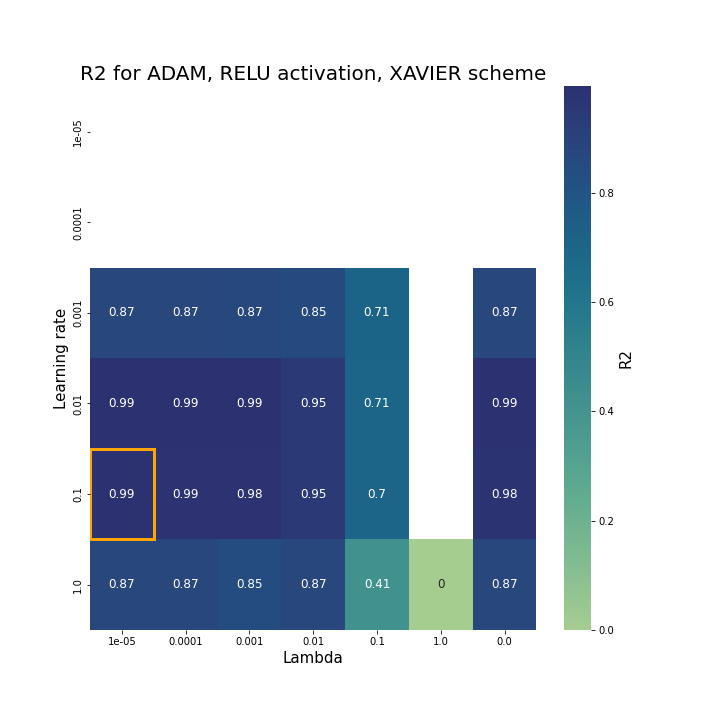 R2 for ADAM, RELU activation, XAVIER scheme
1e-05
0.0001
0.001 0.87 0.87 0.87 0.85 0.71 0.87
0.01 0.99 0.99 0.99 0.95 0.71 0.99
0.1 0.99 0.99 0.98 0.95 0.7 0.98
1.0 0.87 0.87 0.85 0.87 0.41 0 0.87
1e-05 0.0001 0.001 0.01 0.1 1.0 0.0
Lambda
Learning rate
0.8
0.6
0.4
0.2
0.0
R2